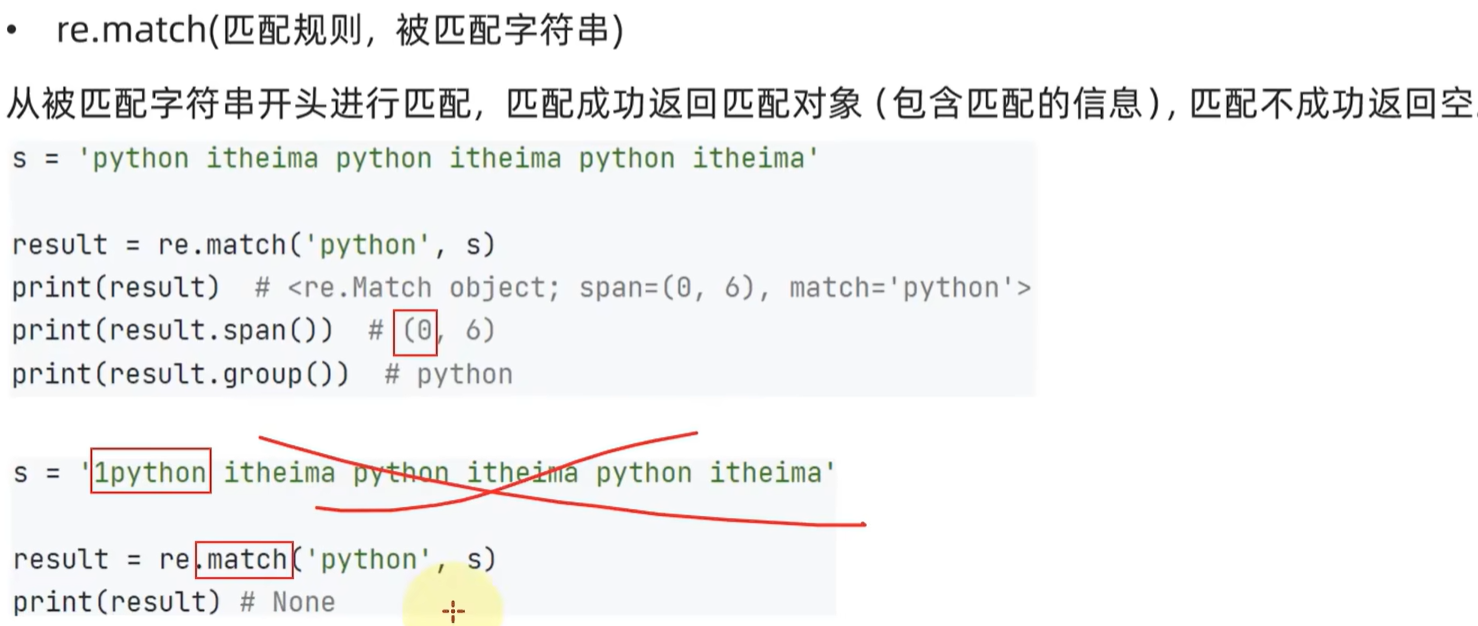 • re.match(匹配规则，被匹配字符串)
从被匹配字符串开头进行匹配，匹配成功返回匹配对象（包含匹配的信息），匹配不成功返回空
s = 'python itheima python itheima python itheima'
result = re.match('python', s)
print(result)  # <re.Match object; span=(0, 6), match='python'>
print(result.span())  # (0, 6)
print(result.group())  # python
s = '1python itheima python itheima python itheima'
result = re.match('python', s)
print(result) # None